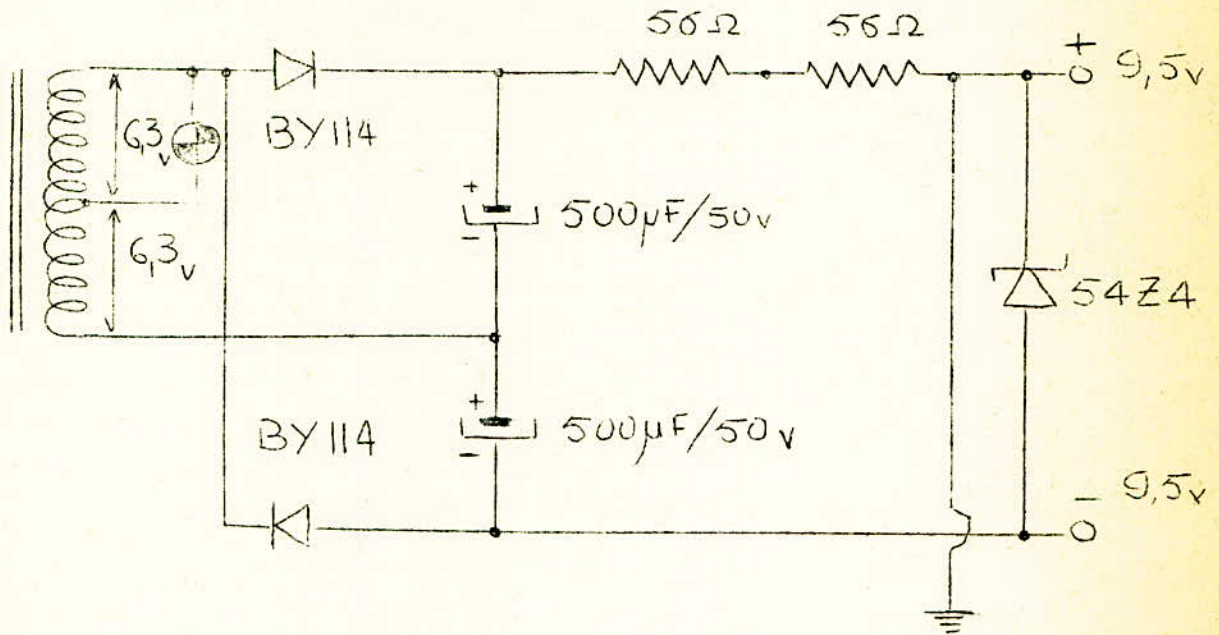 56Ω 56Ω
+ 9,5v
6,3v
BY114
+
-
500µF/50v
6,3v
54Z4
BY114
+
-
500µF/50v
- 9,5v